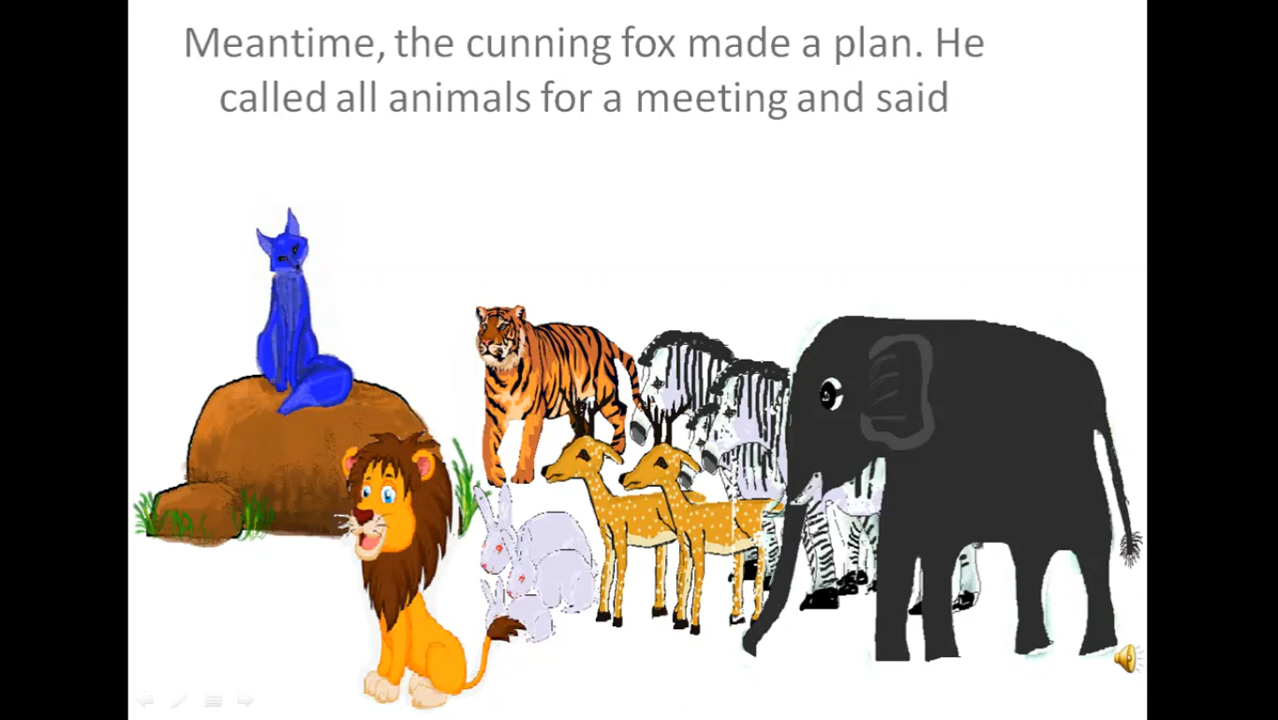 Meantime, the cunning fox made a plan. He
called all animals for a meeting and said